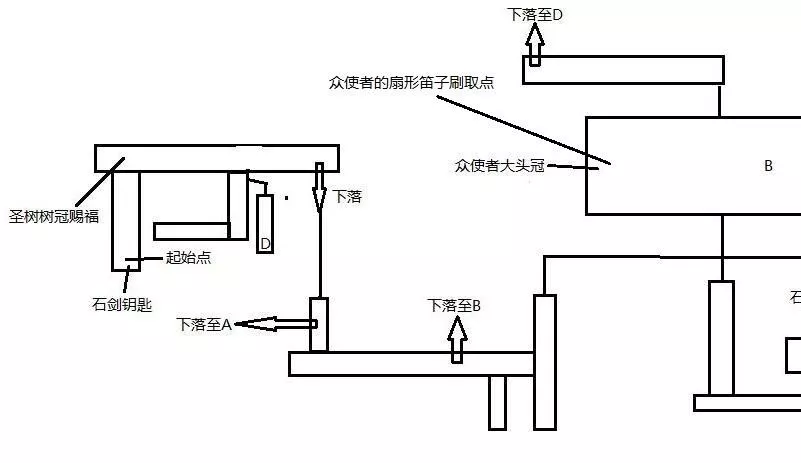 下落至D
众使者的扇形笛子刷取点
众使者大头冠
B
下落
圣树树冠赐福
D
起始点
石剑钥匙
下落至A
下落至B
石